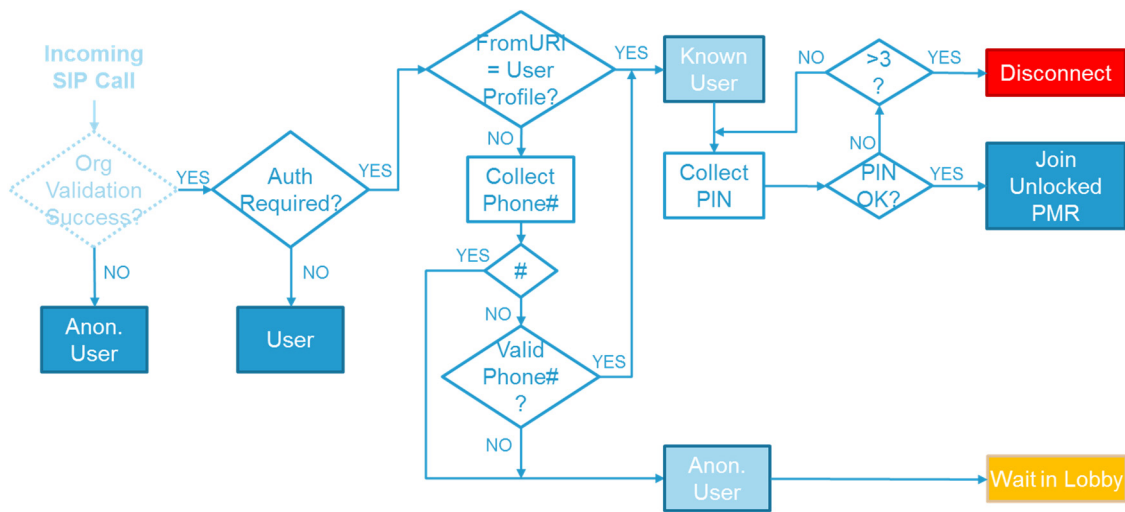 Incoming
SIP Call
Org
Validation
Success?
YES
NO
Anon.
User
Auth
Required?
YES
NO
User
FromURI
= User
Profile?
YES
NO
Collect
Phone#
#
YES
NO
Valid
Phone#
?
YES
NO
Known
User
Collect
PIN
PIN
OK?
NO
YES
>3
?
NO
YES
Disconnect
Join
Unlocked
PMR
Anon.
User
Wait in Lobby